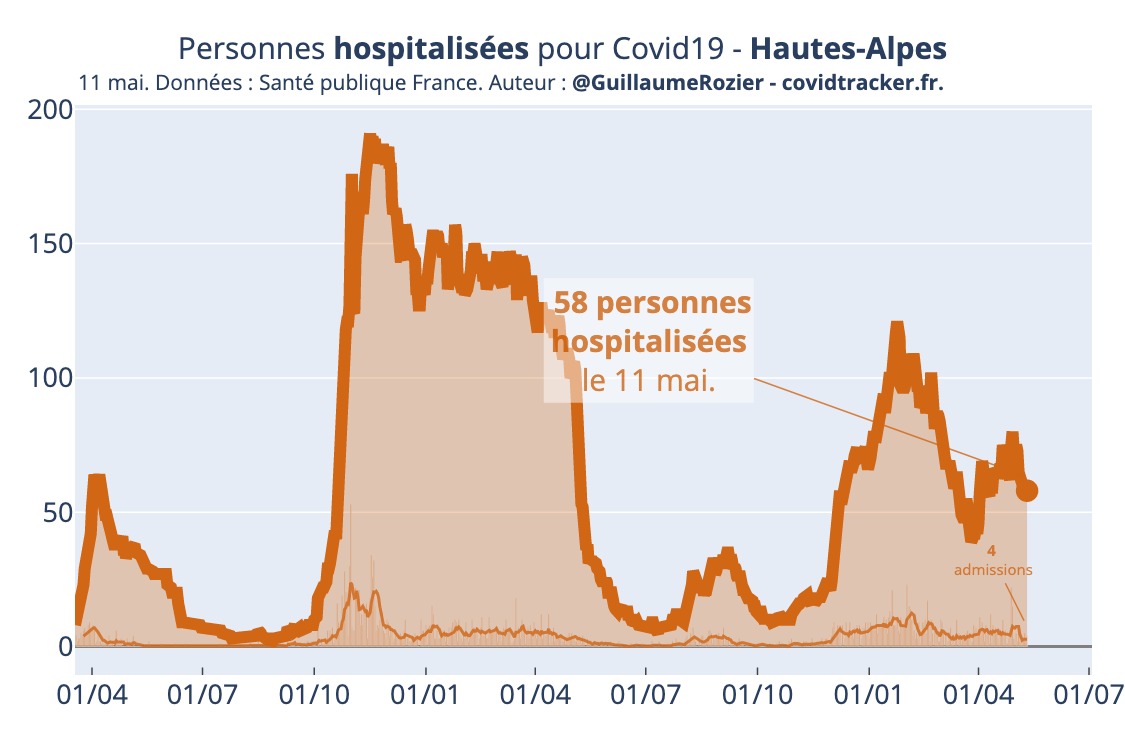 Personnes hospitalisées pour Covid19 - Hautes-Alpes
11 mai. Données : Santé publique France. Auteur : @GuillaumeRozier - covidtracker.fr.
200
150
100
50
0
58 personnes
hospitalisées
le 11 mai.
4
admissions
01/04 01/07 01/10 01/01 01/04 01/07 01/10 01/01 01/04 01/07